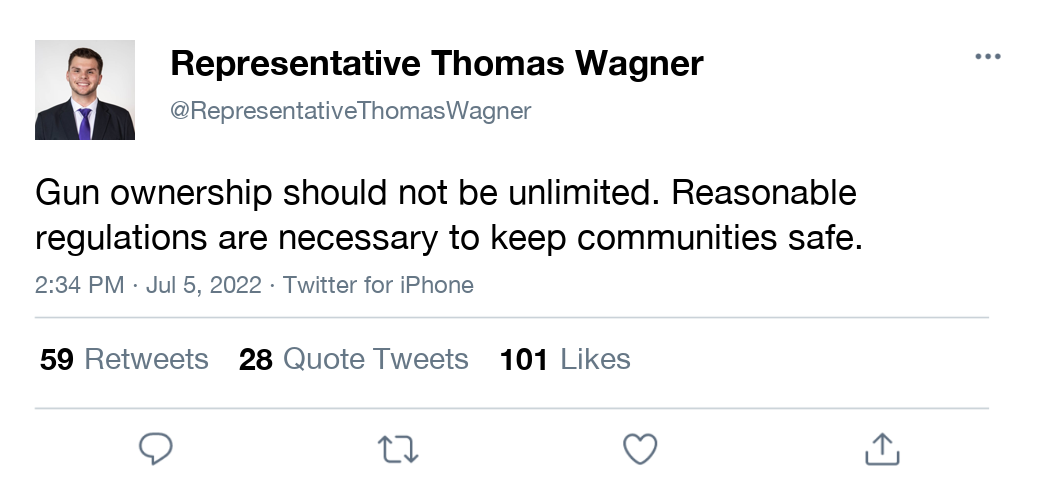 Representative Thomas Wagner
@RepresentativeThomasWagner
Gun ownership should not be unlimited. Reasonable
regulations are necessary to keep communities safe.
2:34 PM · Jul 5, 2022 · Twitter for iPhone
59 Retweets 28 Quote Tweets 101 Likes